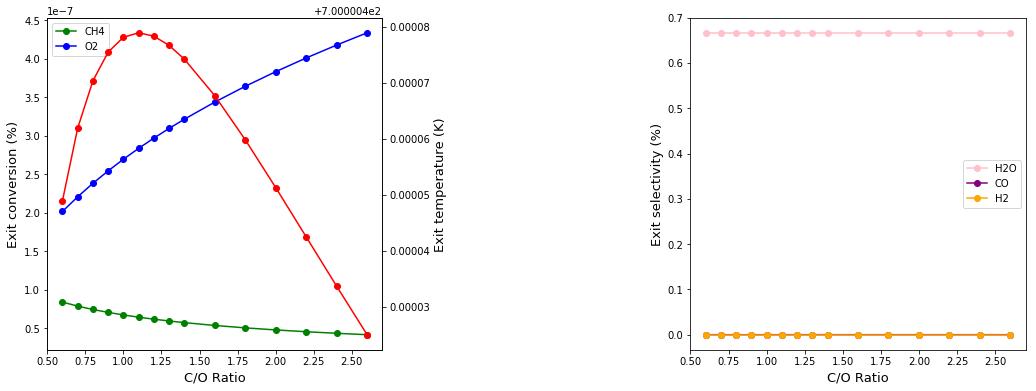 1e−7
+7.000004e2
4.5
4.0
3.5
3.0
2.5
2.0
1.5
1.0
0.5
Exit conversion (%)
CH4
O2
0.00008
0.00007
0.00006
0.00005
0.00004
0.00003
Exit temperature (K)
0.50 0.75 1.00 1.25 1.50 1.75 2.00 2.25 2.50
C/O Ratio
0.7
0.6
0.5
0.4
0.3
0.2
0.1
0.0
Exit selectivity (%)
H2O
CO
H2
0.50 0.75 1.00 1.25 1.50 1.75 2.00 2.25 2.50
C/O Ratio